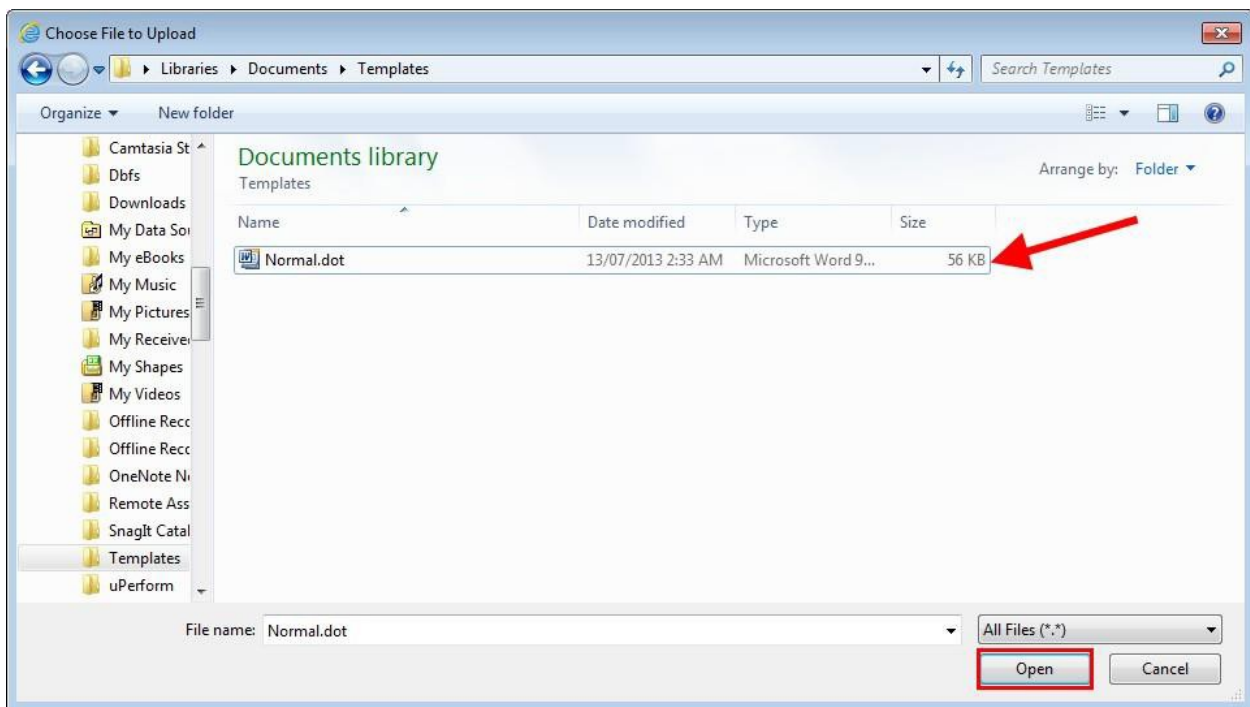 Choose File to Upload
Libraries Documents Templates
Search Templates
Organize New folder
Camtasia St
Dbfs
Downloads
My Data Sou
My eBooks
My Music
My Pictures
My Received
My Shapes
My Videos
Offline Reco
Offline Reco
OneNote No
Remote Ass
SnagIt Catal
Templates
uPerform
Documents library
Templates
Arrange by: Folder
Name Date modified Type Size
Normal.dot 13/07/2013 2:33 AM Microsoft Word 9... 56 KB
File name: Normal.dot
All Files (*.*)
Open Cancel